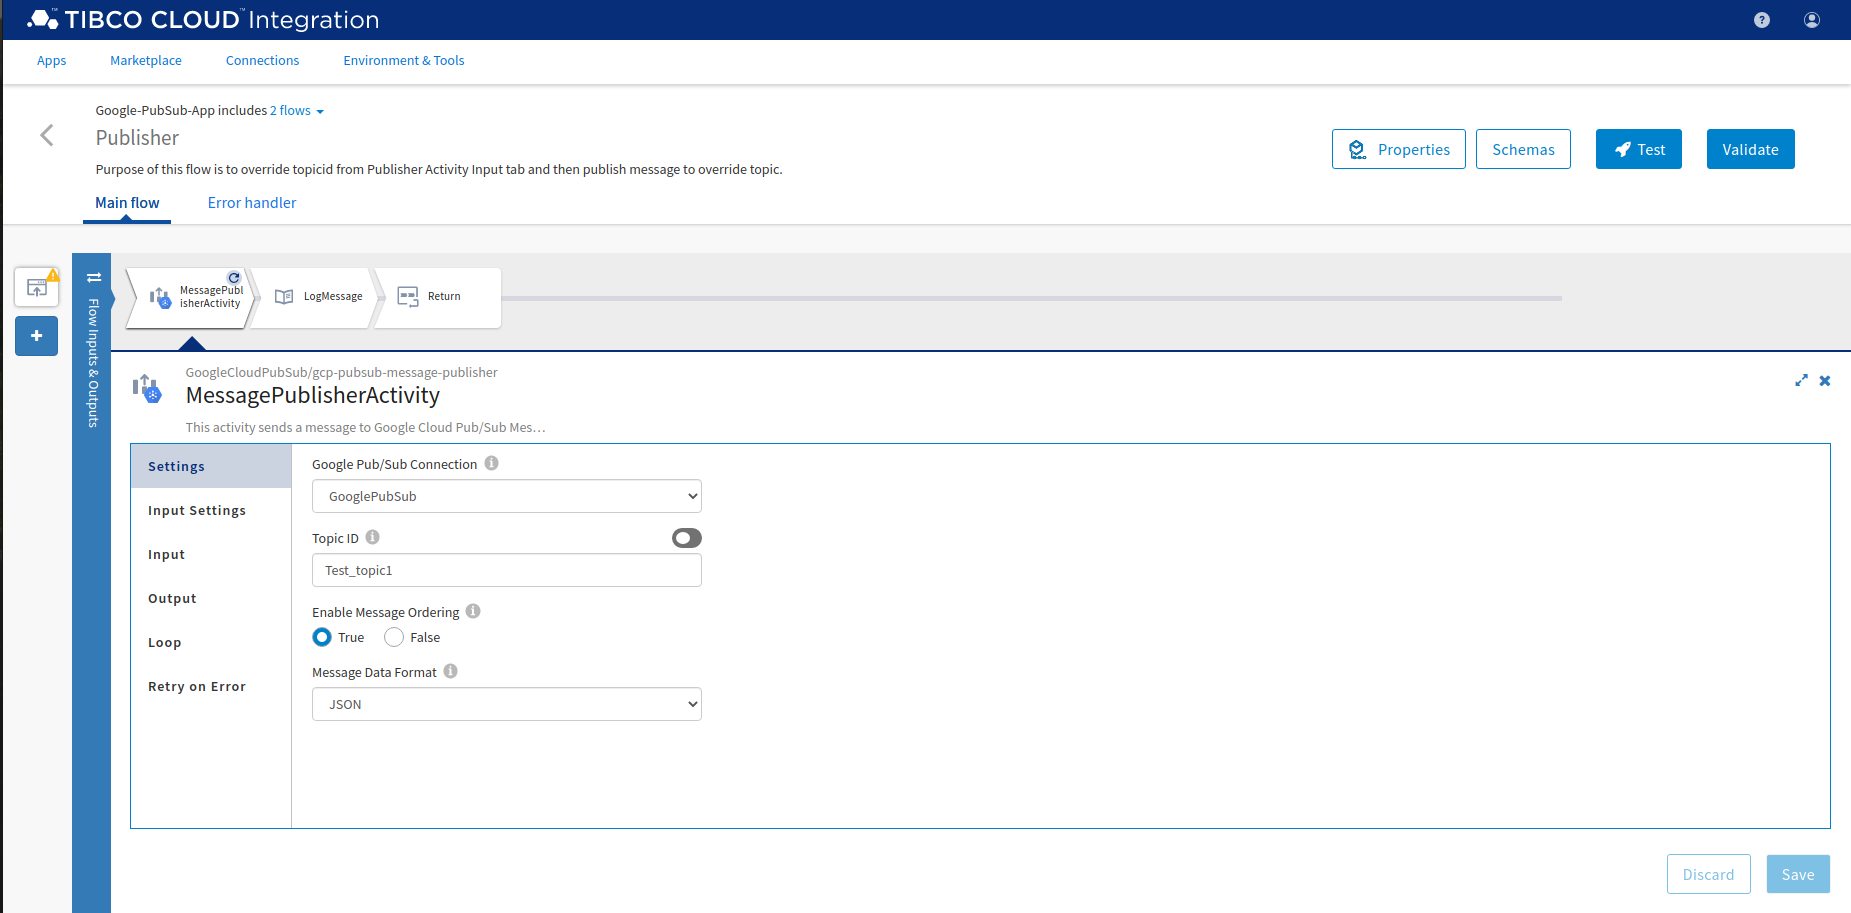 TIBCO CLOUD™ Integration
Apps Marketplace Connections Environment & Tools
Google-PubSub-App includes 2 flows
Publisher
Purpose of this flow is to override topicid from Publisher Activity Input tab and then publish message to override topic.
Properties Schemas Test Validate
Main flow Error handler
Flow Inputs & Outputs
MessagePubl
isherActivity
LogMessage
Return
GoogleCloudPubSub/gcp-pubsub-message-publisher
MessagePublisherActivity
This activity sends a message to Google Cloud Pub/Sub Mes…
Settings
Input Settings
Input
Output
Loop
Retry on Error
Google Pub/Sub Connection
GooglePubSub
Topic ID
Test_topic1
Enable Message Ordering
True False
Message Data Format
JSON
Discard Save